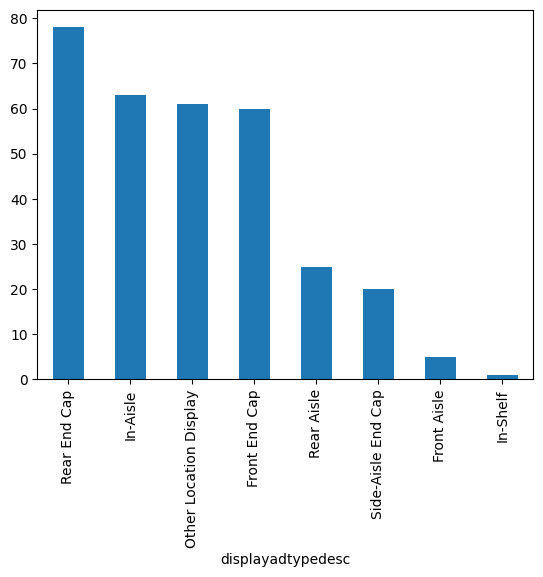 80
70
60
50
40
30
20
10
0
Rear End Cap
In-Aisle
Other Location Display
Front End Cap
Rear Aisle
Side-Aisle End Cap
Front Aisle
In-Shelf
displayadtypedesc